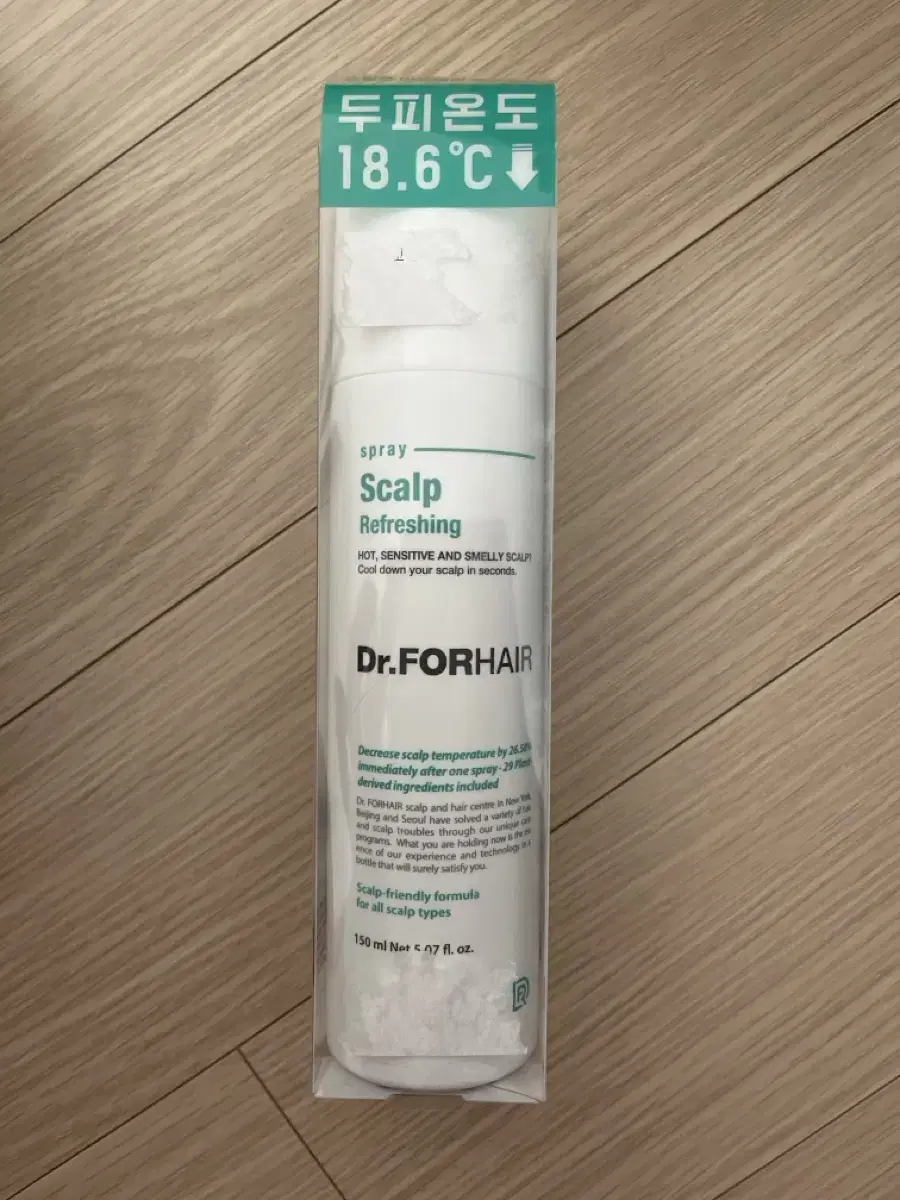 두피온도
18.6℃
spray
Scalp
Refreshing
HOT, SENSITIVE AND SMELLY SCALP?
Cool down your scalp in seconds.
Dr.FORHAIR
Decrease scalp temperature by 26.58%
immediately after one spray · 29 Plant-
derived ingredients included
Dr. FORHAIR scalp and hair centre in New York,
Beijing and Seoul have solved a variety of hair
and scalp troubles through our unique care
programs. What you are holding now is the
ence of our experience and technology in a
bottle that will surely satisfy you.
Scalp-friendly formula
for all scalp types
150 ml Net 5.07 fl. oz.